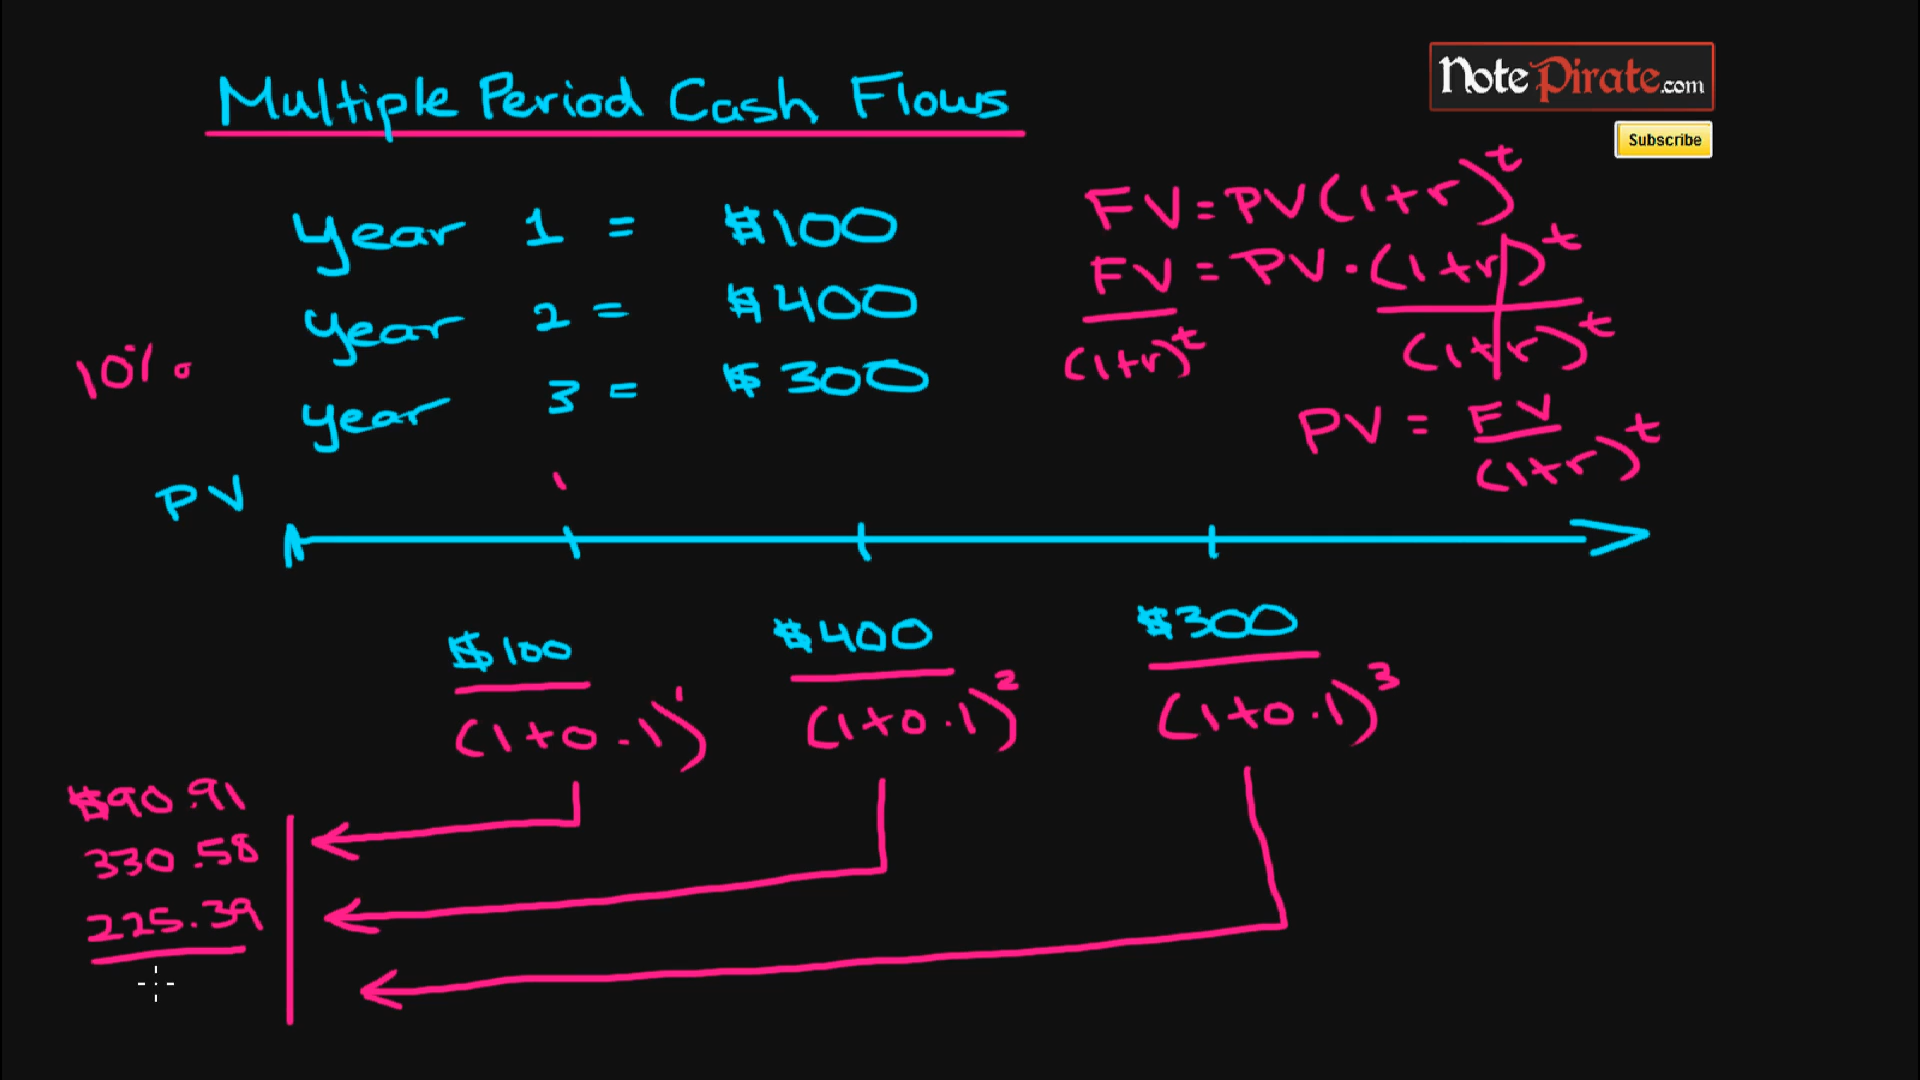 Multiple Period Cash Flows
NotePirate.com
Subscribe
year 1 = $100
year 2 = $400
year 3 = $300
10%
FV = PV(1+r)^t
FV = PV · (1+r)^t
(1+r)^t (1+r)^t
PV = FV
(1+r)^t
PV
1
$100 $400 $300
(1+0.1)^1 (1+0.1)^2 (1+0.1)^3
$90.91
330.58
225.39